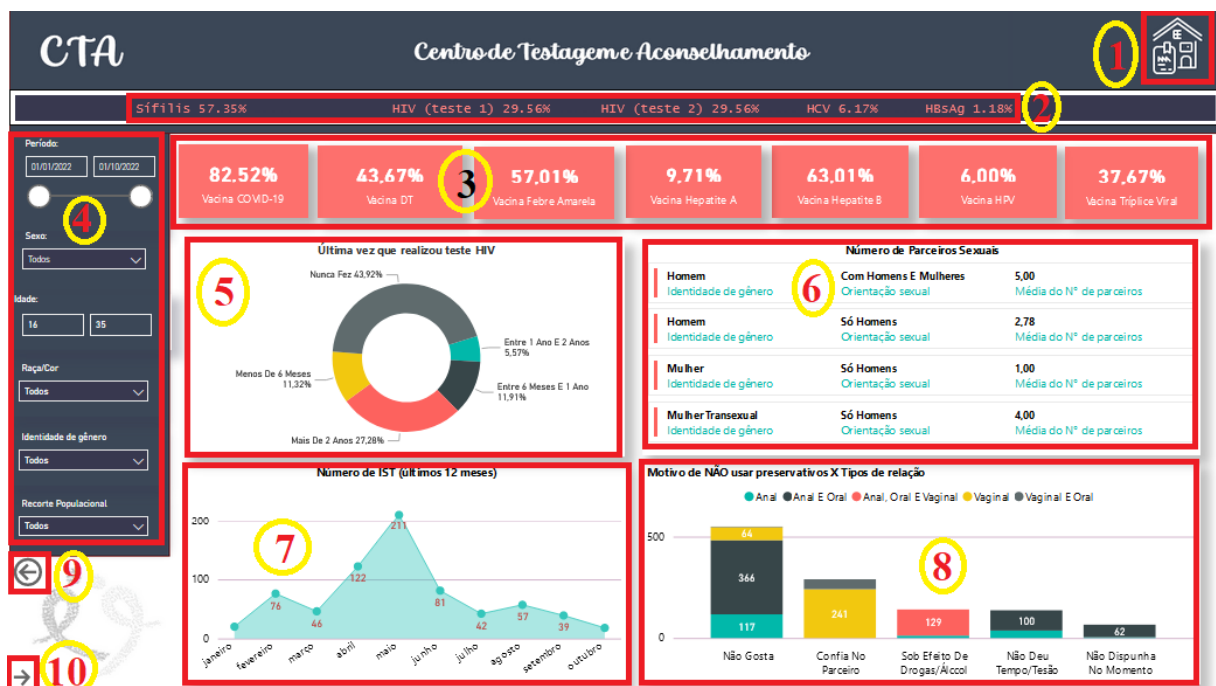 CTA
Centro de Testagem e Aconselhamento
1
Sífilis 57.35% HIV (teste 1) 29.56% HIV (teste 2) 29.56% HCV 6.17% HBsAg 1.18%
2
Período:
01/01/2022 01/10/2022
4
Sexo:
Todos
Idade:
16 35
Raça/Cor
Todos
Identidade de gênero
Todos
Recorte Populacional
Todos
9
10
82,52%
Vacina COVID-19
43,67%
Vacina DT
3
57,01%
Vacina Febre Amarela
9,71%
Vacina Hepatite A
63,01%
Vacina Hepatite B
6,00%
Vacina HPV
37,67%
Vacina Tríplice Viral
Última vez que realizou teste HIV
5
Nunca Fez 43,92%
Entre 1 Ano E 2 Anos
5,57%
Entre 6 Meses E 1 Ano
11,91%
Mais De 2 Anos 27,28%
Menos De 6 Meses
11,32%
Número de Parceiros Sexuais
6
Homem Com Homens E Mulheres 5,00
Identidade de gênero Orientação sexual Média do N° de parceiros
Homem Só Homens 2,78
Identidade de gênero Orientação sexual Média do N° de parceiros
Mulher Só Homens 1,00
Identidade de gênero Orientação sexual Média do N° de parceiros
Mulher Transexual Só Homens 4,00
Identidade de gênero Orientação sexual Média do N° de parceiros
Número de IST (últimos 12 meses)
7
200
100
0
76
46
122
211
81
42
57
39
janeiro fevereiro março abril maio junho julho agosto setembro outubro
Motivo de NÃO usar preservativos X Tipos de relação
Anal Anal E Oral Anal, Oral E Vaginal Vaginal Vaginal E Oral
8
500
0
64
366
117
241
129
100
62
Não Gosta
Confia No
Parceiro
Sob Efeito De
Drogas/Álccol
Não Deu
Tempo/Tesão
Não Dispunha
No Momento